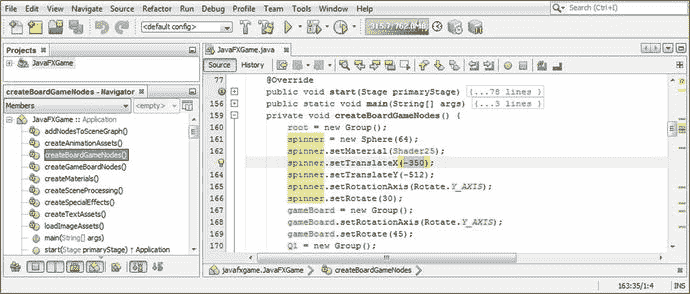 File Edit View Navigate Source Refactor Run Debug Profile Team Tools Window Help
Search (Ctrl+I)
<default config>
315.7/762.0MB
Projects
JavaFXGame
createBoardGameNodes() - Navigator
Members
<empty>
JavaFXGame :: Application
addNodesToSceneGraph()
createAnimationAssets()
createBoardGameNodes()
createGameBoardNodes()
createMaterials()
createSceneProcessing()
createSpecialEffects()
createTextAssets()
loadImageAssets()
main(String[] args)
start(Stage primaryStage) ↑ Application
JavaFXGame.java
Source History
77 @Override
public void start(Stage primaryStage) {...78 lines }
156 public static void main(String[] args) {...3 lines }
159 private void createBoardGameNodes() {
160 root = new Group();
161 spinner = new Sphere(64);
162 spinner.setMaterial(Shader25);
spinner.setTranslateX(-350);
164 spinner.setTranslateY(-512);
165 spinner.setRotationAxis(Rotate.Y_AXIS);
166 spinner.setRotate(30);
167 gameBoard = new Group();
168 gameBoard.setRotationAxis(Rotate.Y_AXIS);
169 gameBoard.setRotate(45);
170 Q1 = new Group();
javafxgame.JavaFXGame
createBoardGameNodes
163:35/1:4
INS